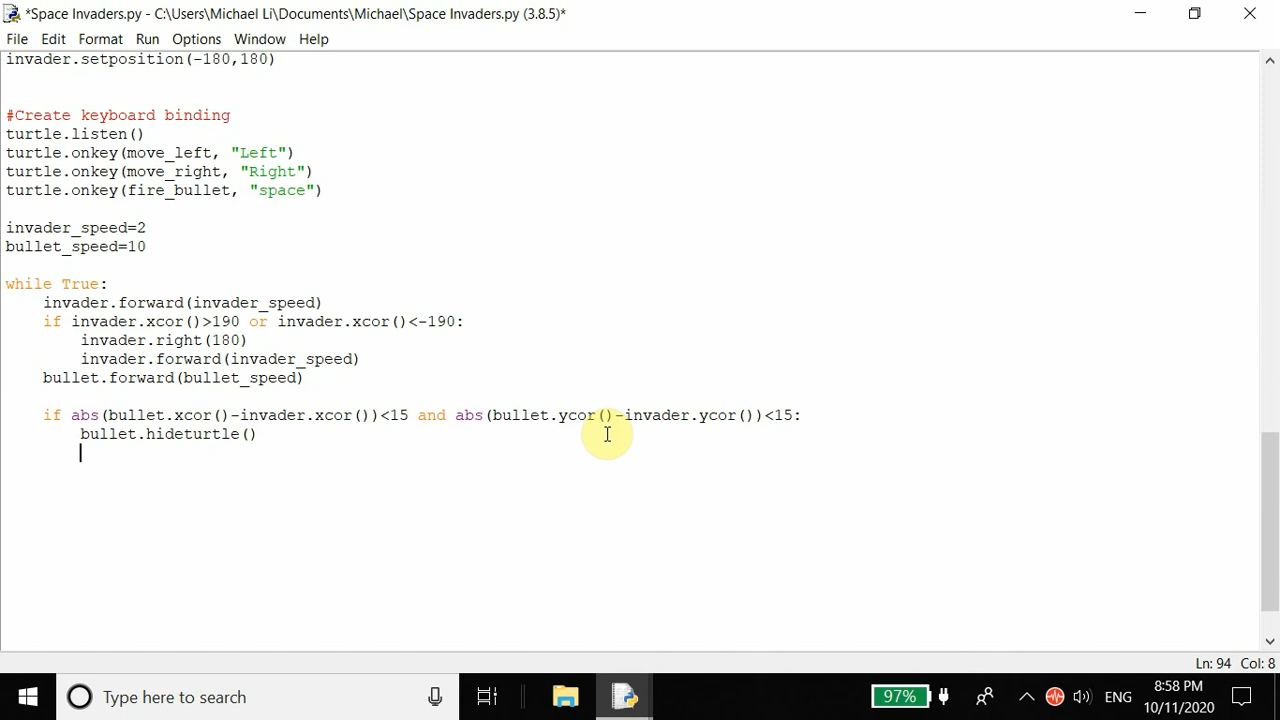 *Space Invaders.py - C:\Users\Michael Li\Documents\Michael\Space Invaders.py (3.8.5)*
File Edit Format Run Options Window Help
invader.setposition(-180,180)
#Create keyboard binding
turtle.listen()
turtle.onkey(move_left, "Left")
turtle.onkey(move_right, "Right")
turtle.onkey(fire_bullet, "space")
invader_speed=2
bullet_speed=10
while True:
    invader.forward(invader_speed)
    if invader.xcor()>190 or invader.xcor()<-190:
        invader.right(180)
        invader.forward(invader_speed)
    bullet.forward(bullet_speed)
    if abs(bullet.xcor()-invader.xcor())<15 and abs(bullet.ycor()-invader.ycor())<15:
        bullet.hideturtle()
Ln: 94 Col: 8
Type here to search
97%
ENG
8:58 PM
10/11/2020